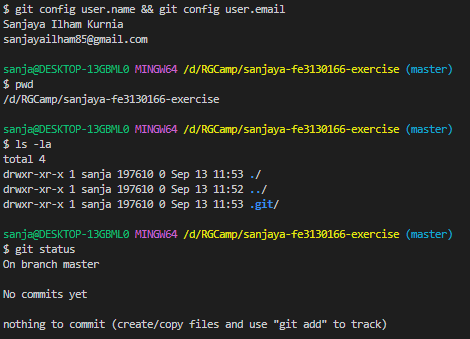 $ git config user.name && git config user.email
Sanjaya Ilham Kurnia
sanjayailham85@gmail.com
sanja@DESKTOP-13GBML0 MINGW64 /d/RGCamp/sanjaya-fe3130166-exercise (master)
$ pwd
/d/RGCamp/sanjaya-fe3130166-exercise
sanja@DESKTOP-13GBML0 MINGW64 /d/RGCamp/sanjaya-fe3130166-exercise (master)
$ ls -la
total 4
drwxr-xr-x 1 sanja 197610 0 Sep 13 11:53 ./
drwxr-xr-x 1 sanja 197610 0 Sep 13 11:52 ../
drwxr-xr-x 1 sanja 197610 0 Sep 13 11:53 .git/
sanja@DESKTOP-13GBML0 MINGW64 /d/RGCamp/sanjaya-fe3130166-exercise (master)
$ git status
On branch master
No commits yet
nothing to commit (create/copy files and use "git add" to track)